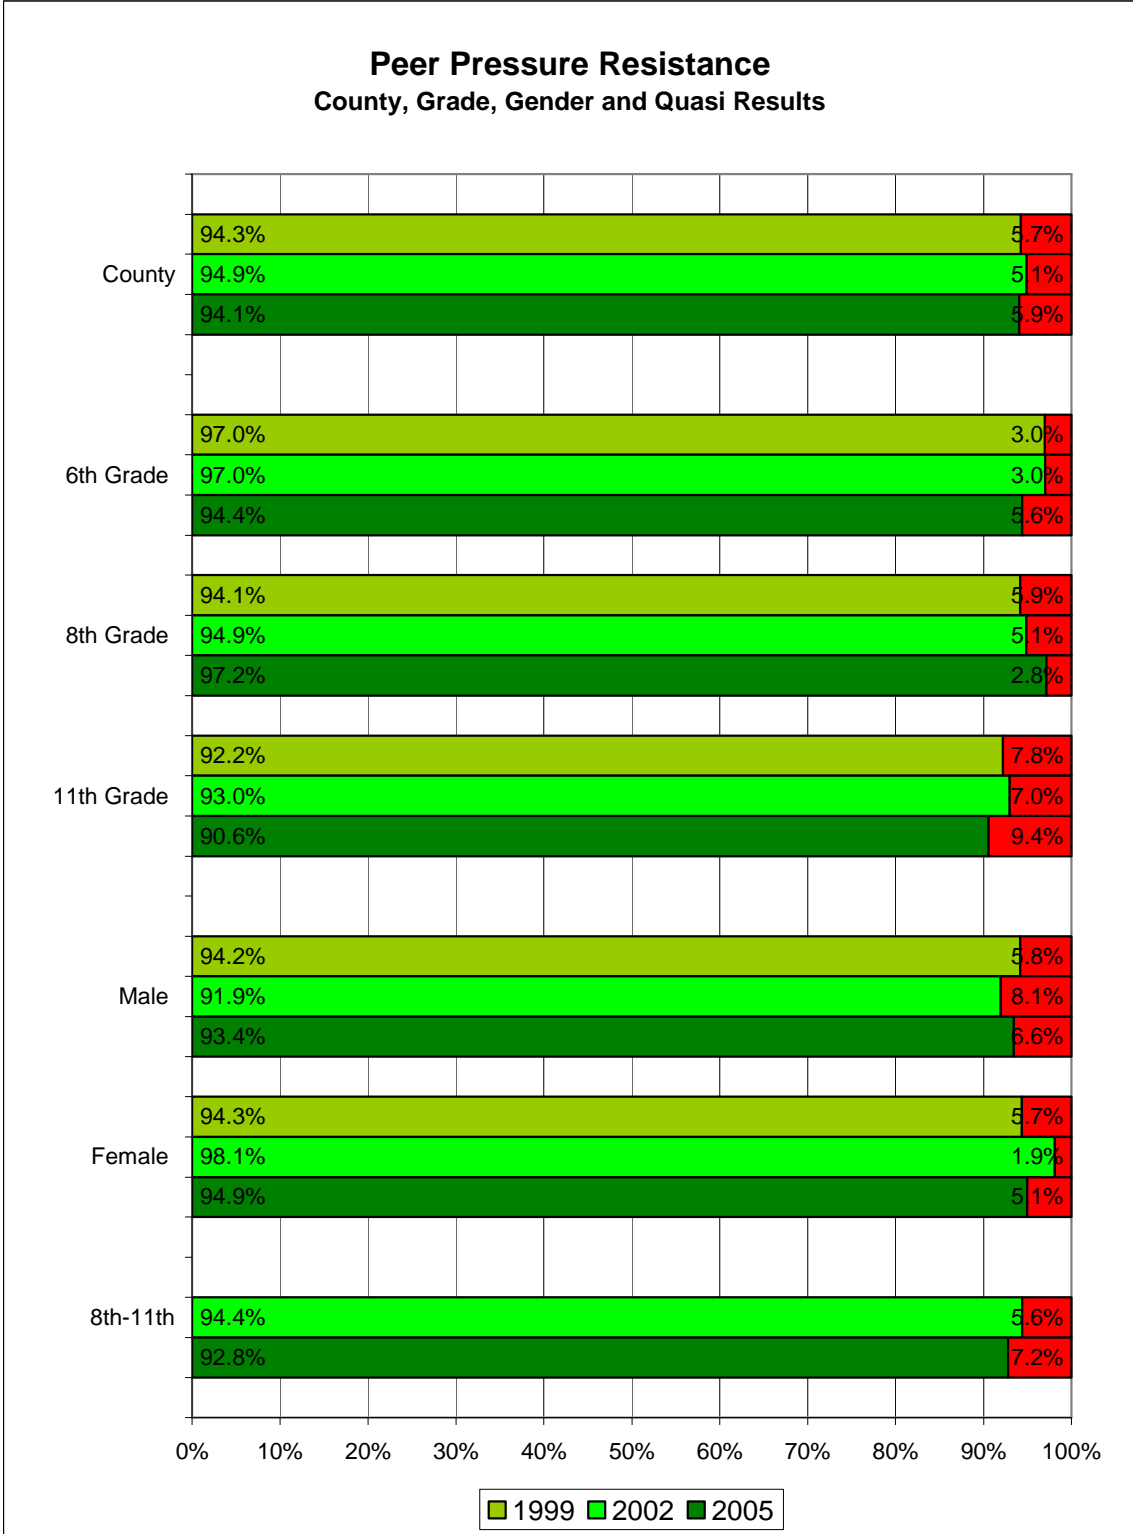 Peer Pressure Resistance
County, Grade, Gender and Quasi Results
94.3% 5.7%
County 94.9% 5.1%
94.1% 5.9%
97.0% 3.0%
6th Grade 97.0% 3.0%
94.4% 5.6%
94.1% 5.9%
8th Grade 94.9% 5.1%
97.2% 2.8%
92.2% 7.8%
11th Grade 93.0% 7.0%
90.6% 9.4%
94.2% 5.8%
Male 91.9% 8.1%
93.4% 6.6%
94.3% 5.7%
Female 98.1% 1.9%
94.9% 5.1%
8th-11th 94.4% 5.6%
92.8% 7.2%
0% 10% 20% 30% 40% 50% 60% 70% 80% 90% 100%
1999 2002 2005